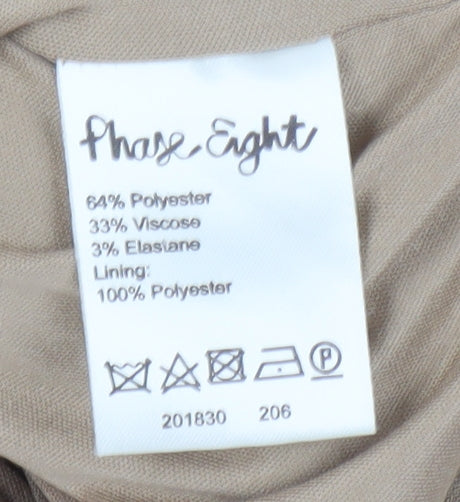 Phase Eight
64% Polyester
33% Viscose
3% Elastane
Lining:
100% Polyester
P
201830 206